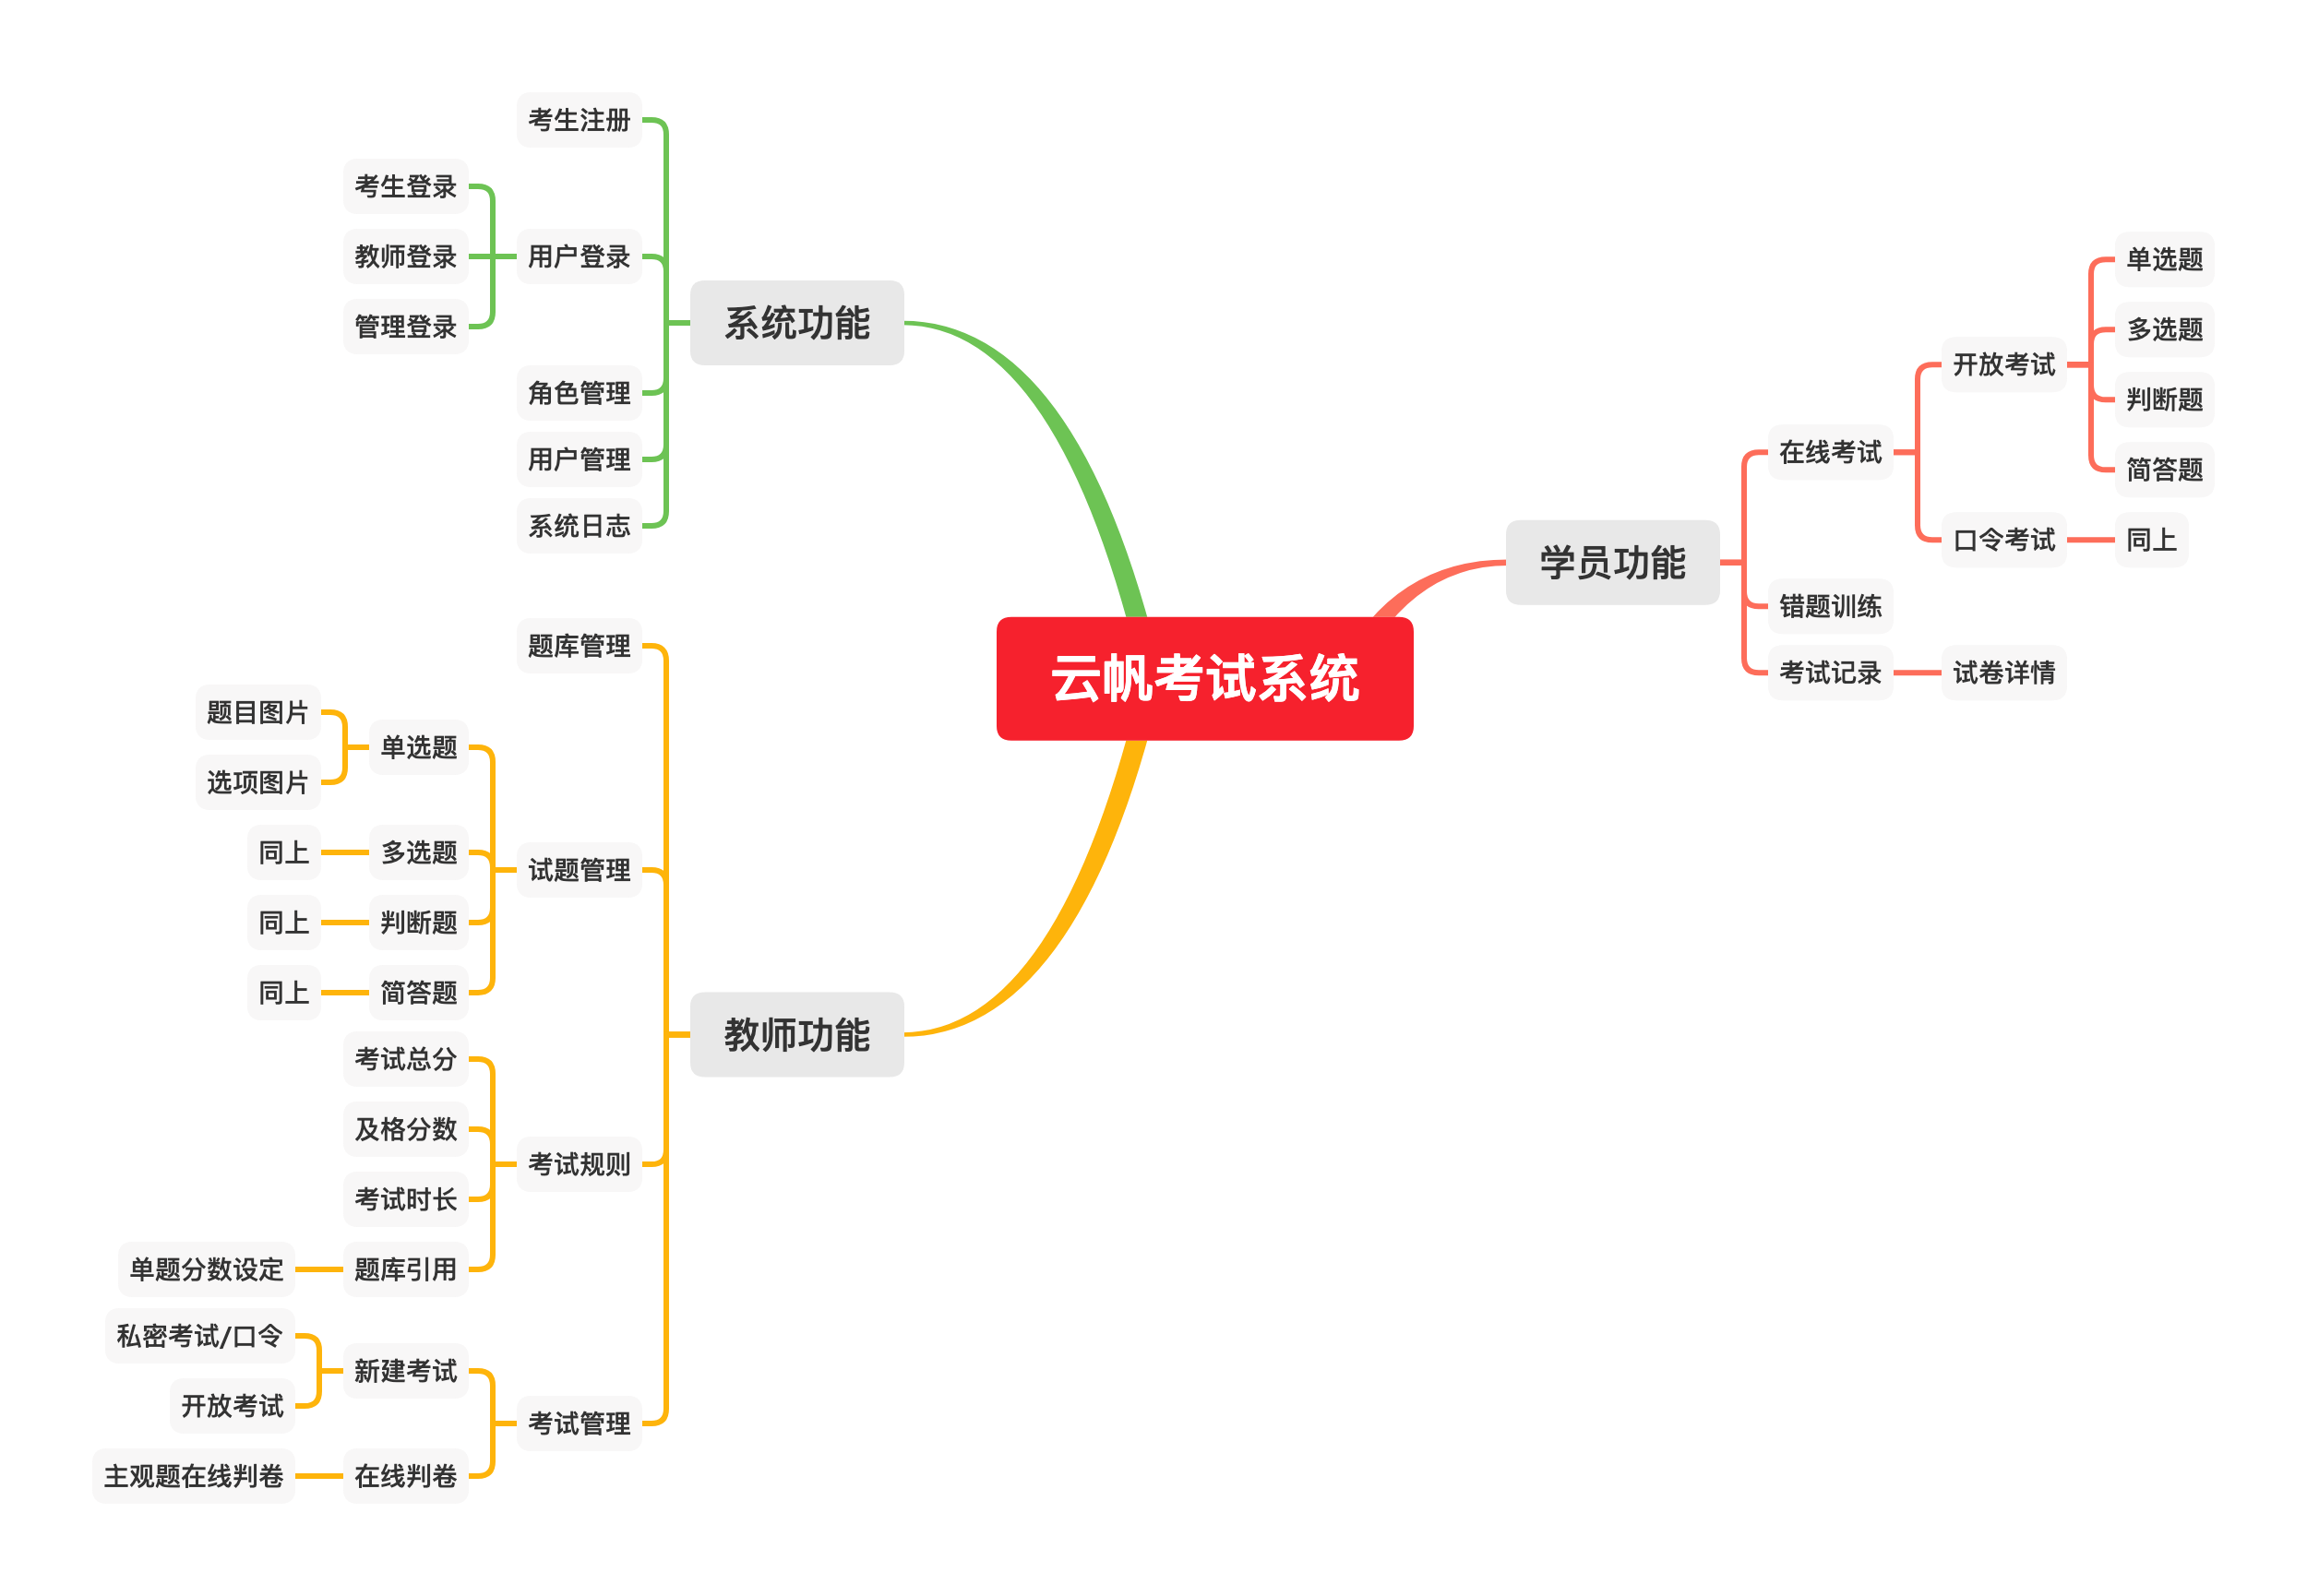 云帆考试系统
系统功能
考生注册
用户登录
考生登录
教师登录
管理登录
角色管理
用户管理
系统日志
教师功能
题库管理
试题管理
单选题
题目图片
选项图片
多选题
同上
判断题
同上
简答题
同上
考试规则
考试总分
及格分数
考试时长
题库引用
单题分数设定
考试管理
新建考试
私密考试/口令
开放考试
在线判卷
主观题在线判卷
学员功能
在线考试
开放考试
单选题
多选题
判断题
简答题
口令考试
同上
错题训练
考试记录
试卷详情